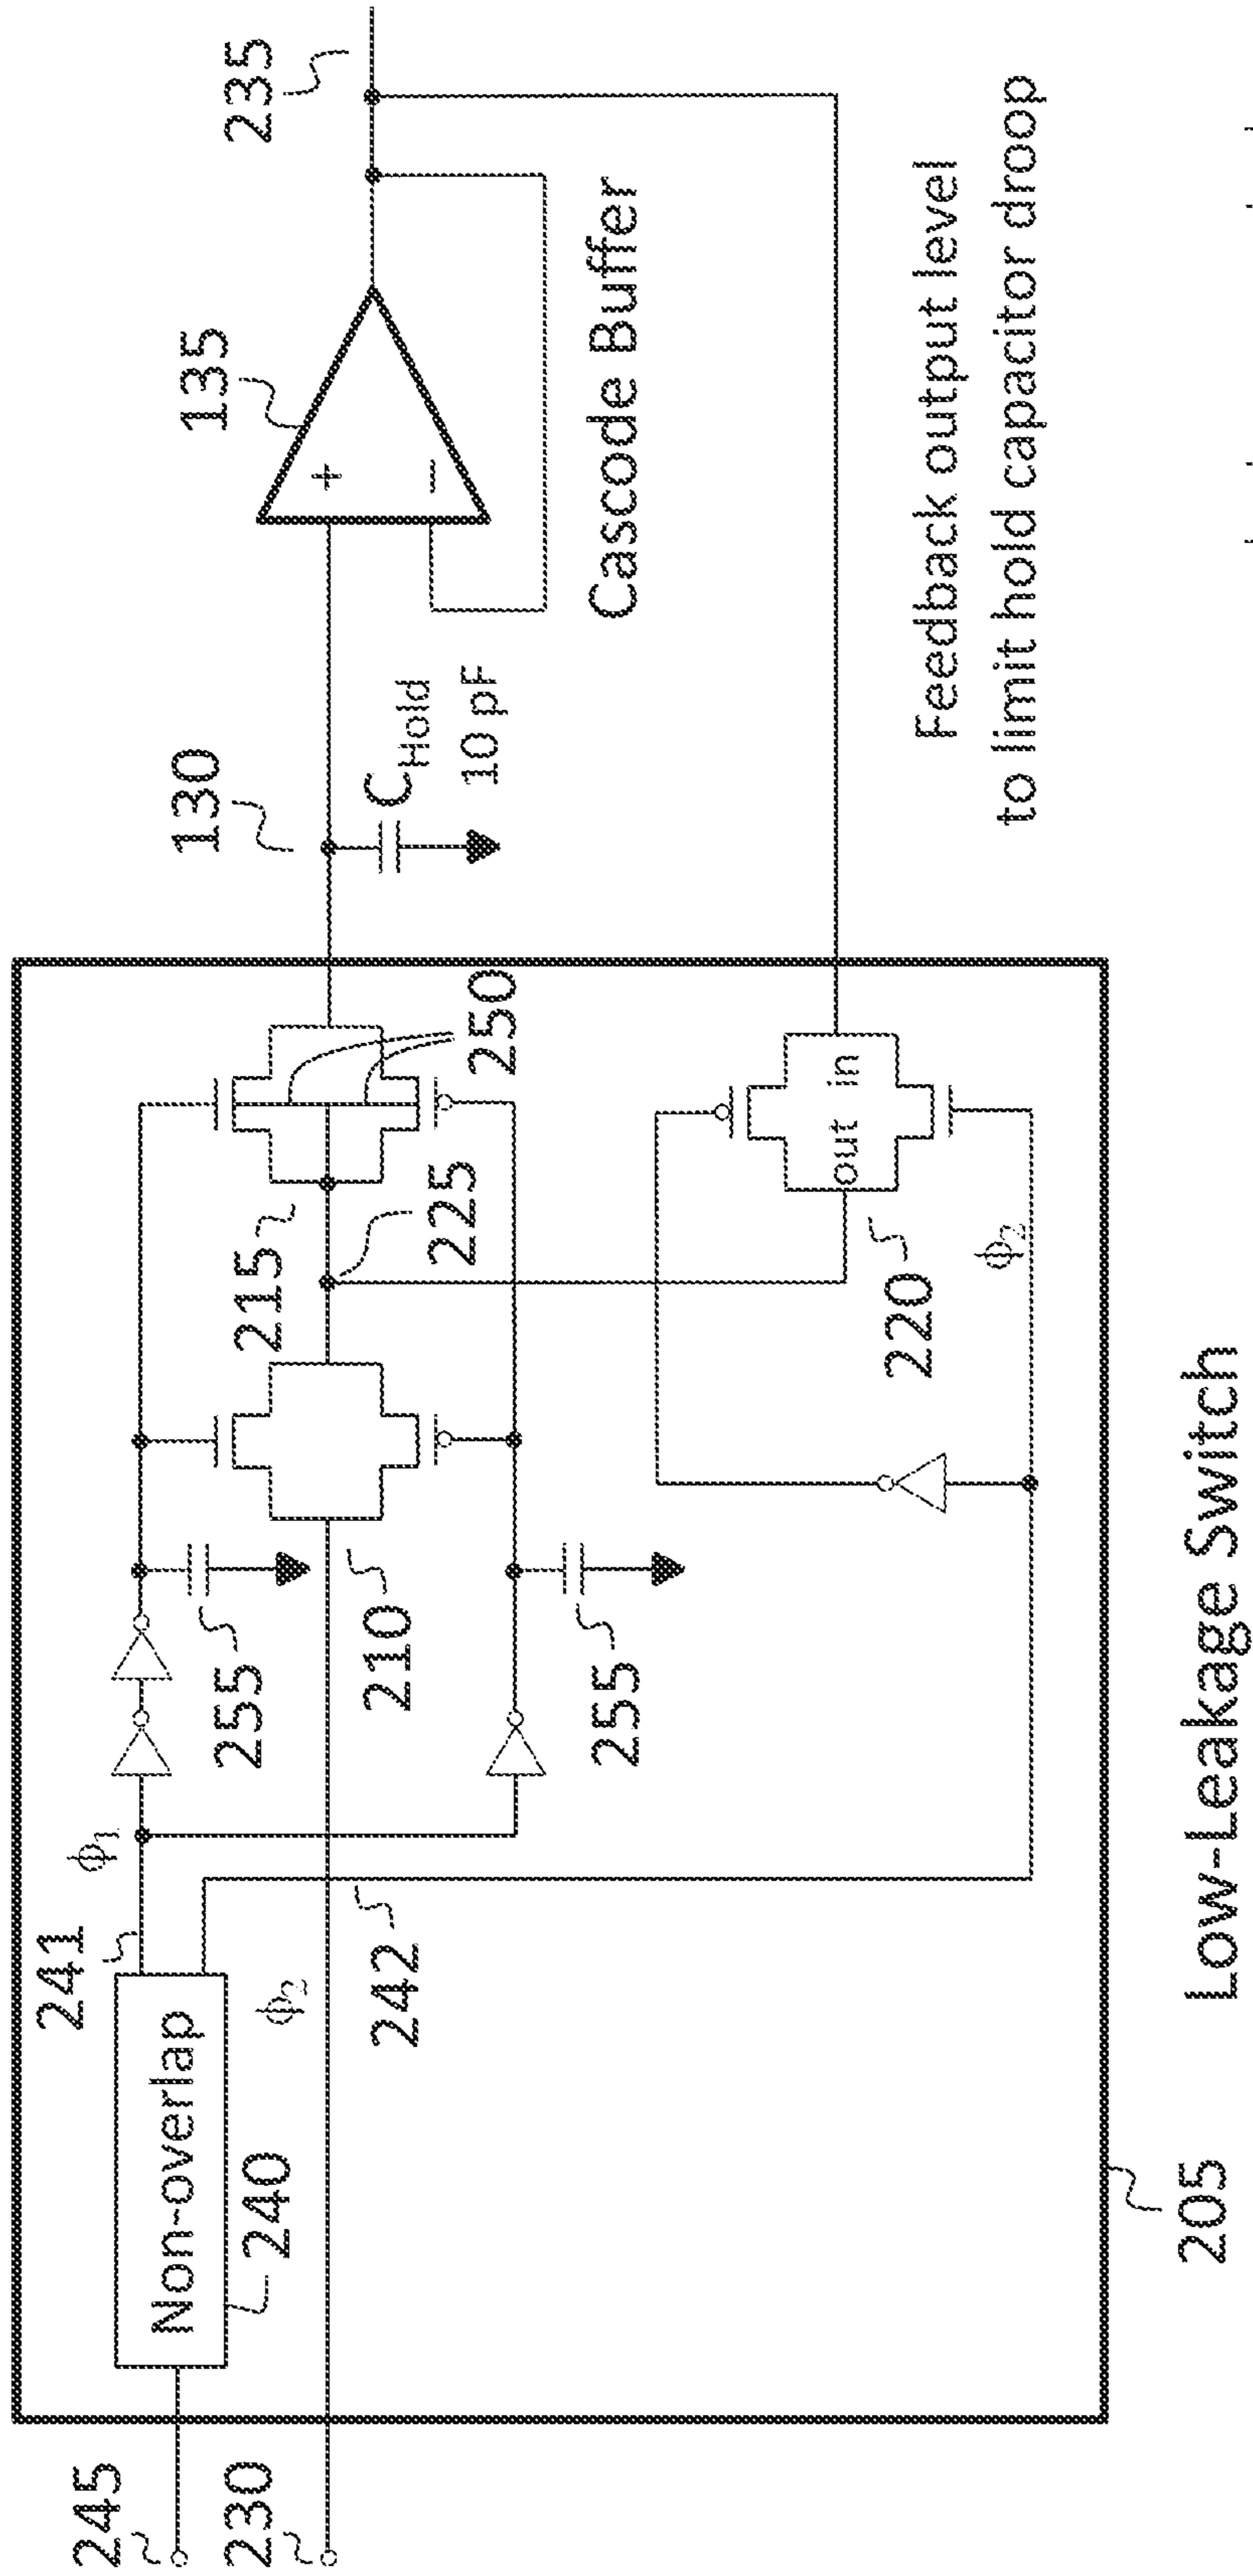 245
230
Non-overlap
240
241
ϕ1
ϕ2
242
255
255
210
215
225
250
220
out in
ϕ2
205
Low-Leakage Switch
130
CHold
10 pF
135
+
−
Cascode Buffer
235
Feedback output level
to limit hold capacitor droop